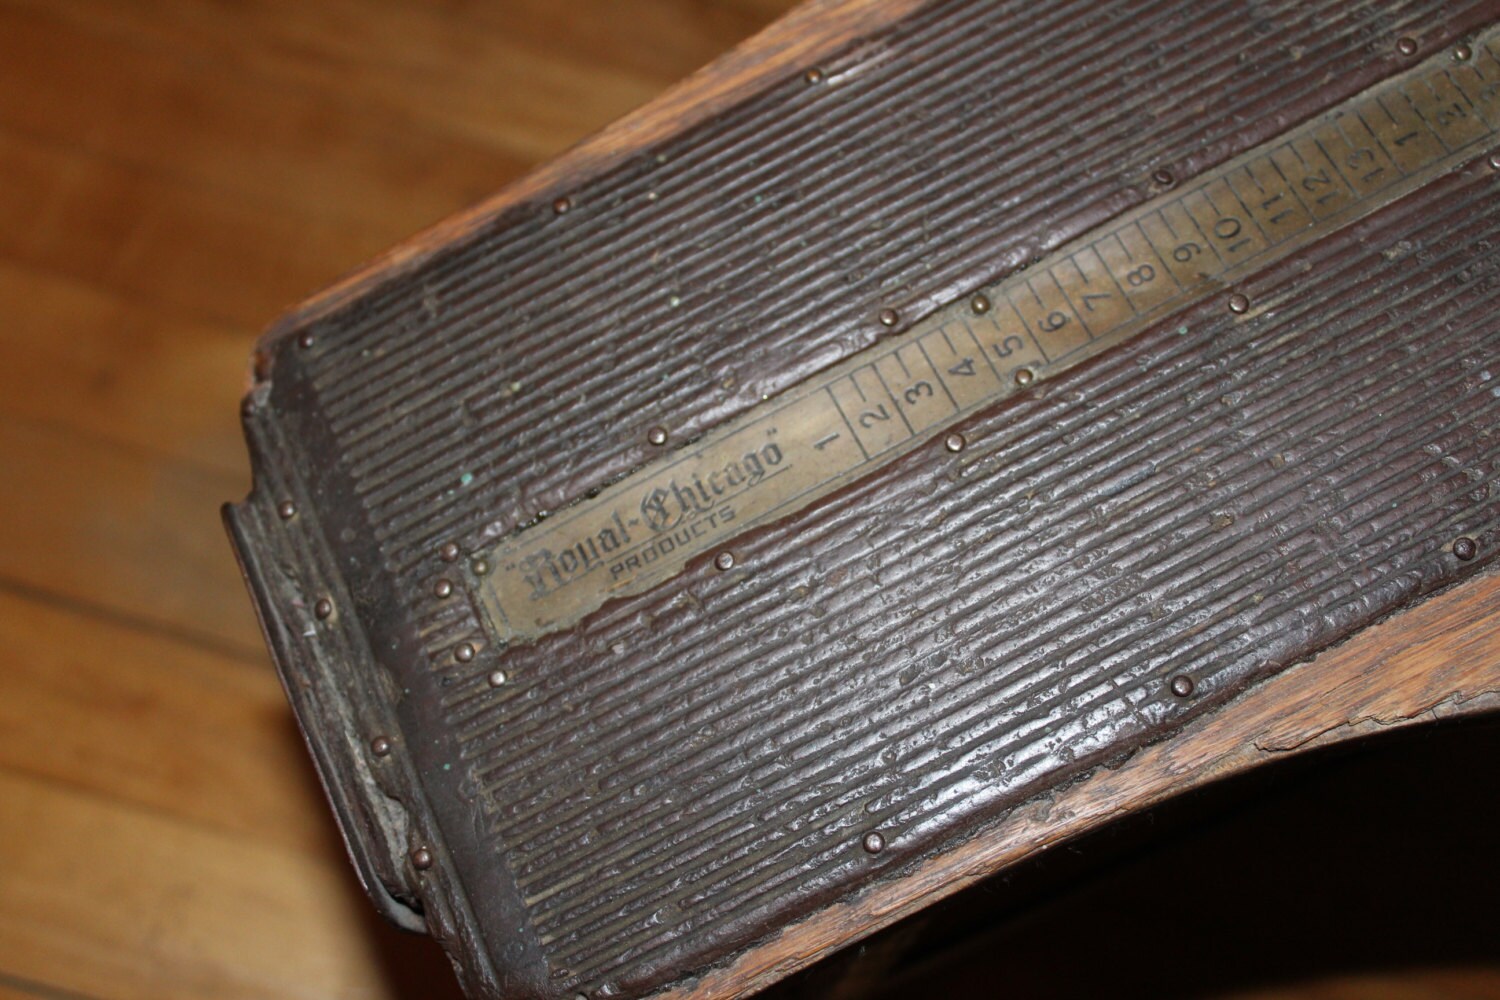 "Royal-Chicago"
PRODUCTS
1 2 3 4 5 6 7 8 9 10 11 12 13 1